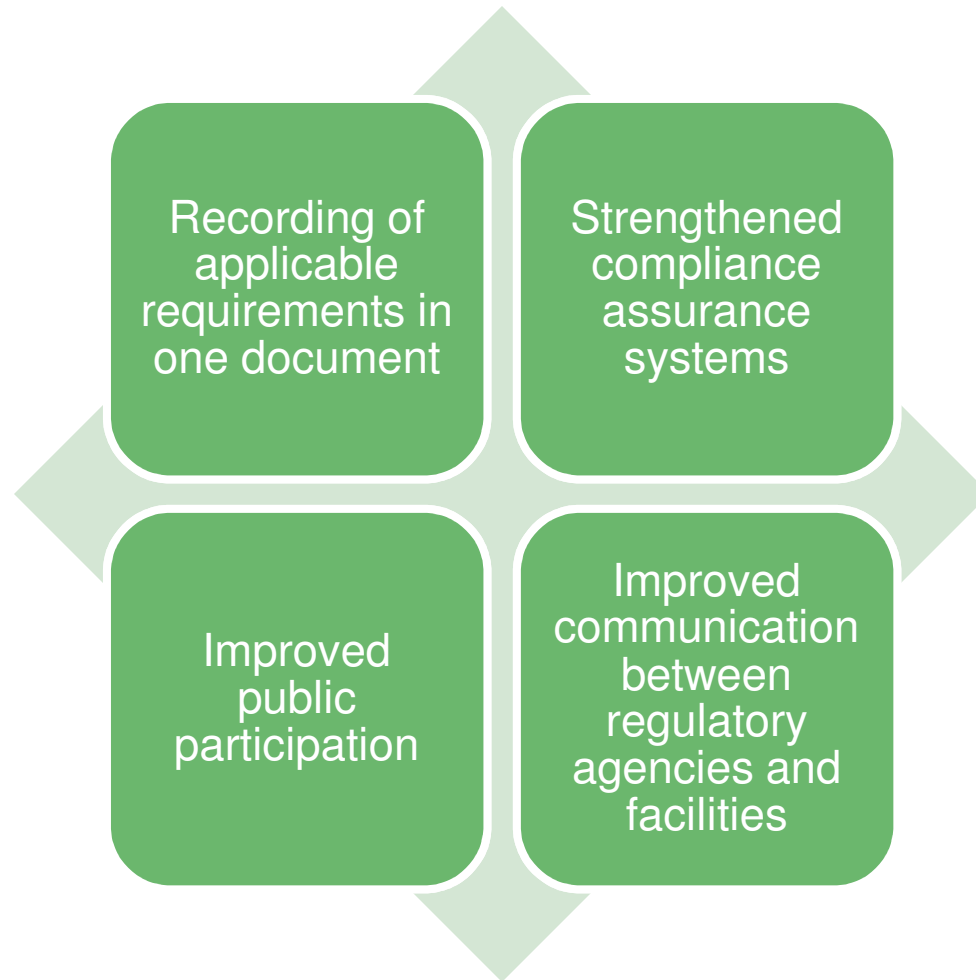 Recording of
applicable
requirements in
one document
Strengthened
compliance
assurance
systems
Improved
public
participation
Improved
communication
between
regulatory
agencies and
facilities